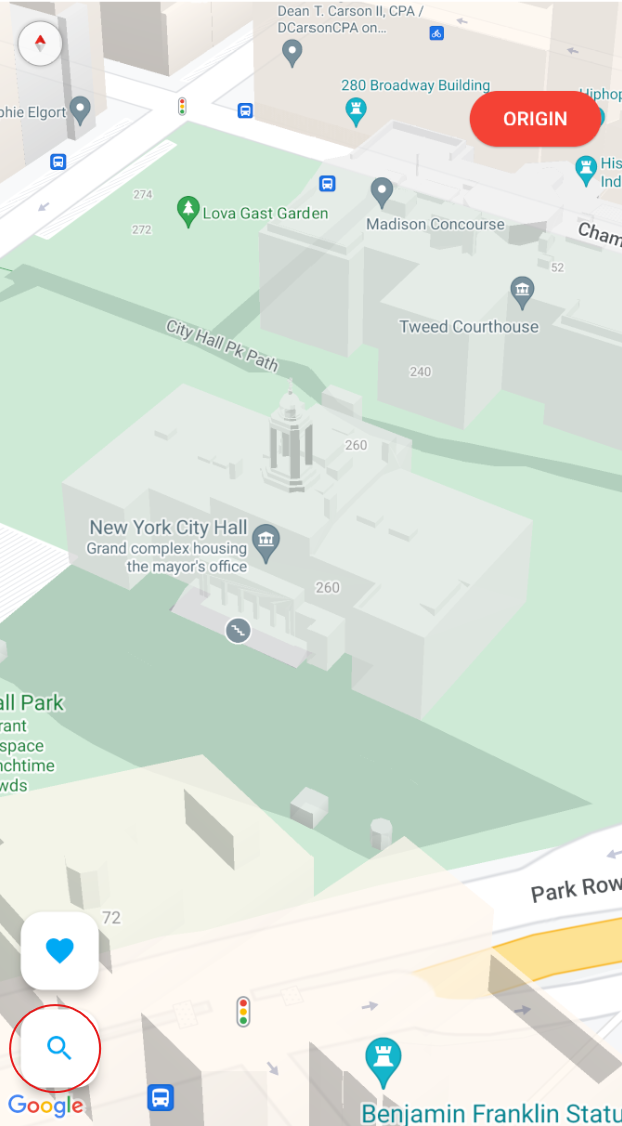 Dean T. Carson II, CPA /
DCarsonCPA on...
280 Broadway Building
Hiphop
phie Elgort
ORIGIN
His
Ind
274
Lova Gast Garden
272
Madison Concourse
Cham
52
Tweed Courthouse
City Hall Pk Path
240
260
New York City Hall
Grand complex housing
the mayor's office
260
all Park
rant
space
nchtime
wds
Park Row
72
Google
Benjamin Franklin Statu